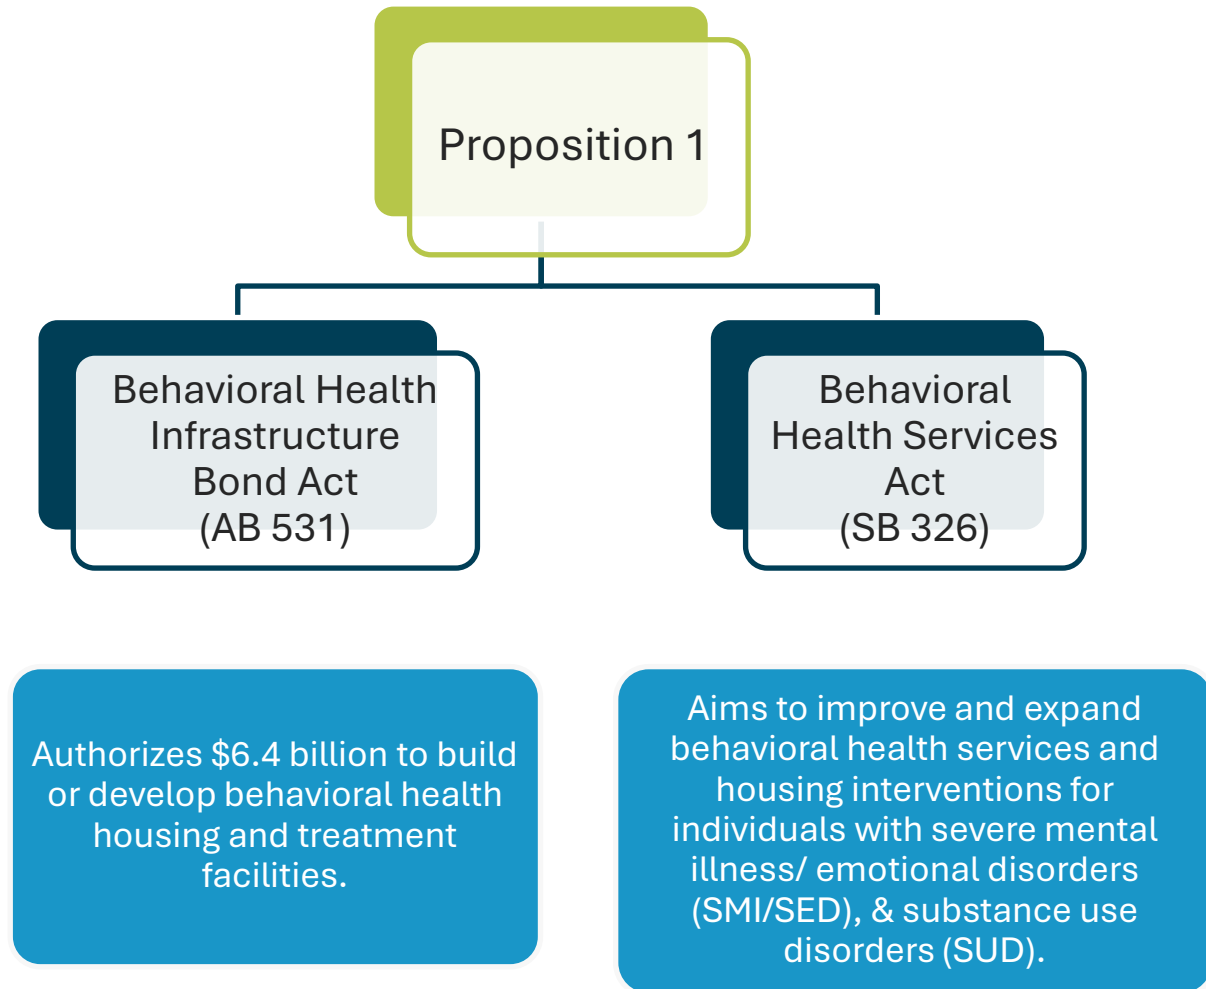 Proposition 1
Behavioral Health
Infrastructure
Bond Act
(AB 531)
Behavioral
Health Services
Act
(SB 326)
Authorizes $6.4 billion to build
or develop behavioral health
housing and treatment
facilities.
Aims to improve and expand
behavioral health services and
housing interventions for
individuals with severe mental
illness/ emotional disorders
(SMI/SED), & substance use
disorders (SUD).